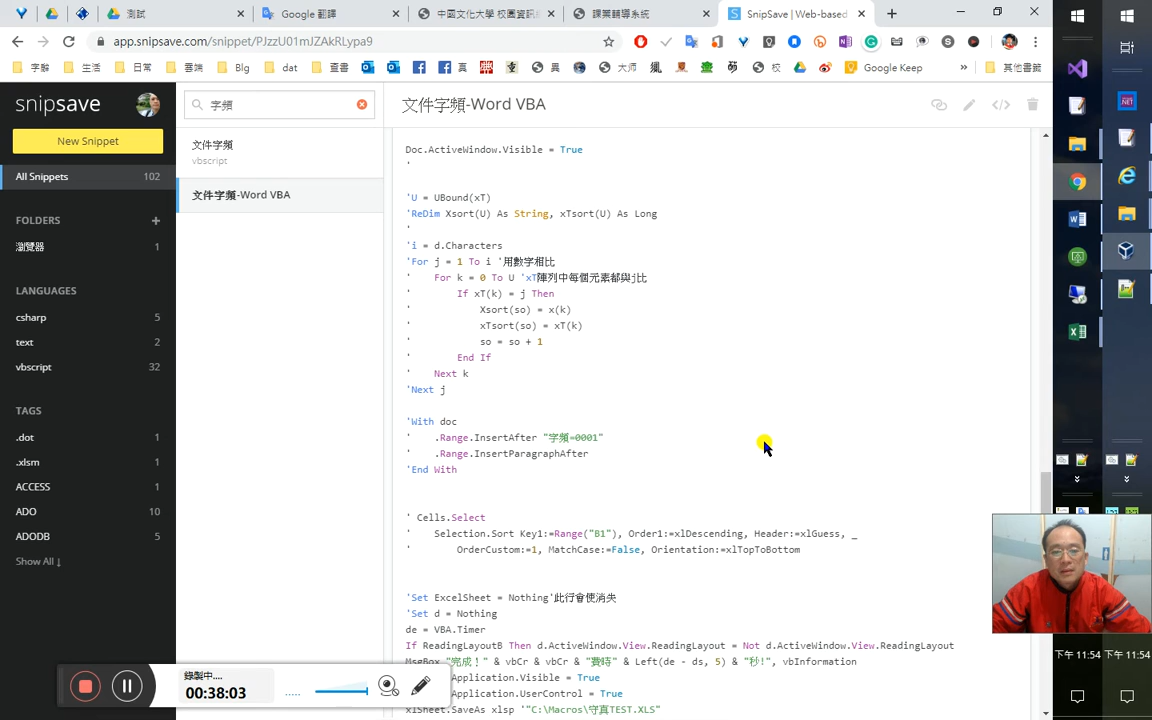 測試
Google 翻譯
中國文化大學 校園資訊
課業輔導系統
SnipSave | Web-based
app.snipsave.com/snippet/PJzzU01mJZAkRLypa9
字辭
生活
日常
雲端
Blg
dat
查書
真
異
大师
校
Google Keep
»
其他書籤
snipsave
字頻
文件字頻-Word VBA
New Snippet
文件字頻
vbscript
All Snippets 102
文件字頻-Word VBA
FOLDERS +
瀏覽器 1
LANGUAGES
csharp 5
text 2
vbscript 32
TAGS
.dot 1
.xlsm 1
ACCESS 1
ADO 10
ADODB 5
Show All ↓
Doc.ActiveWindow.Visible = True
'
'U = UBound(xT)
'ReDim Xsort(U) As String, xTsort(U) As Long
'
'i = d.Characters
'For j = 1 To i '用數字相比
' For k = 0 To U 'xT陣列中每個元素都與j比
' If xT(k) = j Then
' Xsort(so) = x(k)
' xTsort(so) = xT(k)
' so = so + 1
' End If
' Next k
'Next j
'With doc
' .Range.InsertAfter "字頻=0001"
' .Range.InsertParagraphAfter
'End With
' Cells.Select
' Selection.Sort Key1:=Range("B1"), Order1:=xlDescending, Header:=xlGuess, _
' OrderCustom:=1, MatchCase:=False, Orientation:=xlTopToBottom
'Set ExcelSheet = Nothing'此行會使消失
'Set d = Nothing
de = VBA.Timer
If ReadingLayoutB Then d.ActiveWindow.View.ReadingLayout = Not d.ActiveWindow.View.ReadingLayout
MsgBox "完成！" & vbCr & vbCr & "費時" & Left(de - ds, 5) & "秒!", vbInformation
Application.Visible = True
Application.UserControl = True
xlSheet.SaveAs xlsp '"C:\Macros\守真TEST.XLS"
錄製中....
00:38:03
下午 11:54
下午 11:54